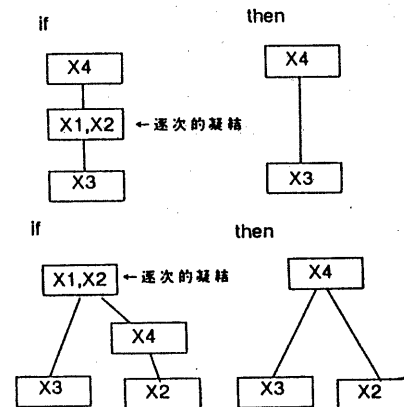 if then
X4 X4
X1,X2 ←逐次的凝結
X3 X3
if then
X1,X2 ←逐次的凝結 X4
X4
X3 X2 X3 X2